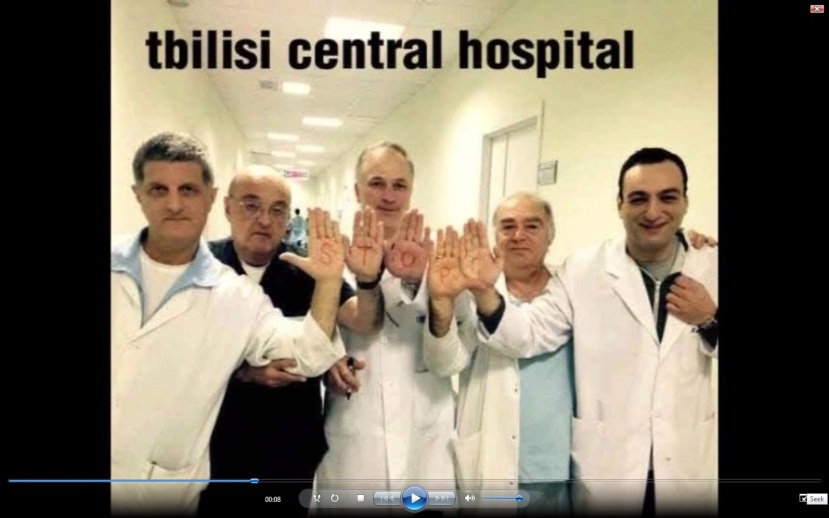 tbilisi central hospital
S T O P
00:08
Seek